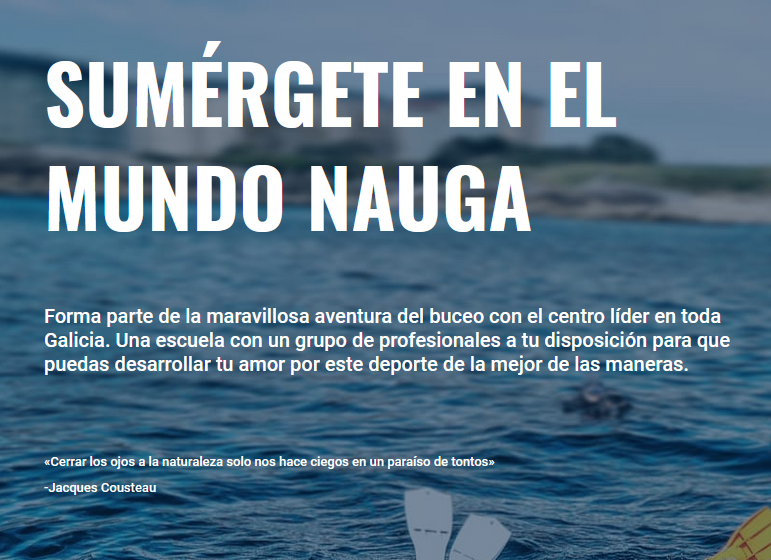 SUMÉRGETE EN EL
MUNDO NAUGA
Forma parte de la maravillosa aventura del buceo con el centro líder en toda
Galicia. Una escuela con un grupo de profesionales a tu disposición para que
puedas desarrollar tu amor por este deporte de la mejor de las maneras.
«Cerrar los ojos a la naturaleza solo nos hace ciegos en un paraíso de tontos»
-Jacques Cousteau